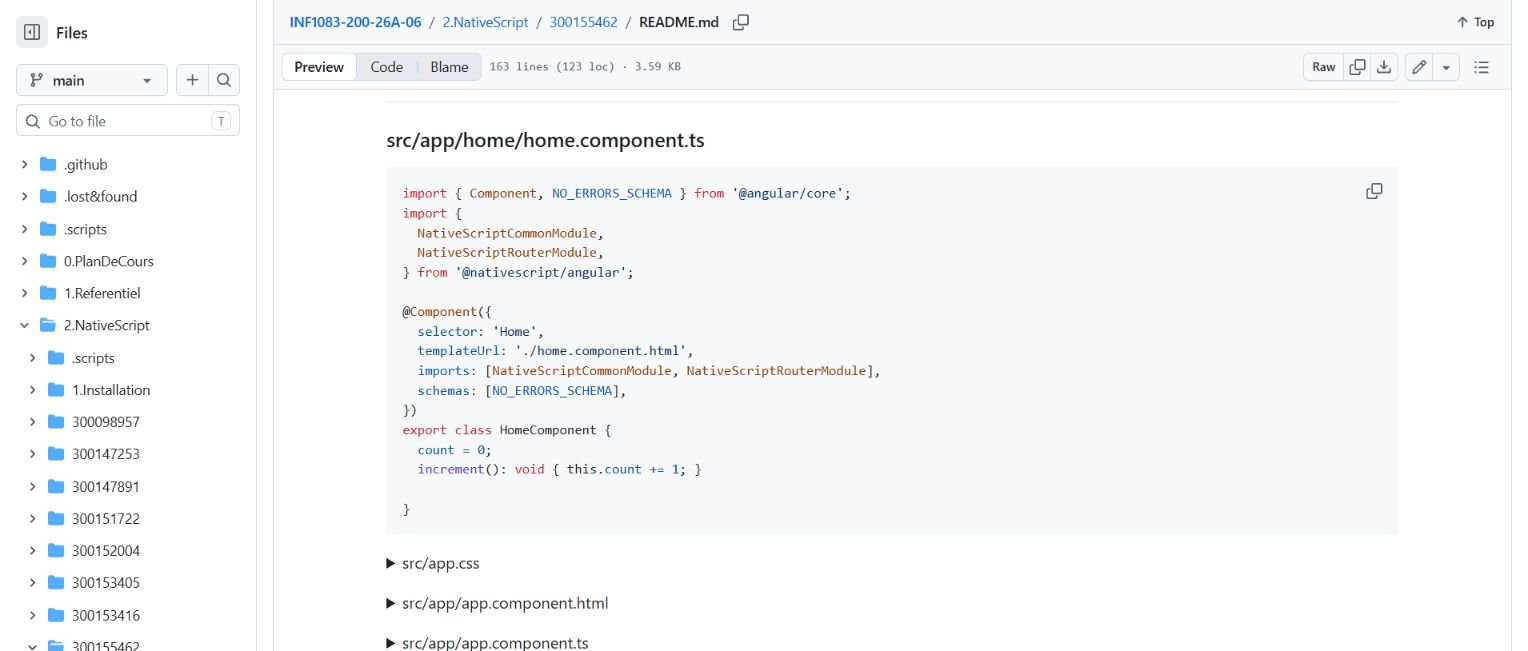 Files
main
Go to file
T
.github
.lost&found
.scripts
0.PlanDeCours
1.Referentiel
2.NativeScript
.scripts
1.Installation
300098957
300147253
300147891
300151722
300152004
300153405
300153416
300155462
INF1083-200-26A-06 / 2.NativeScript / 300155462 / README.md
Top
Preview Code Blame 163 lines (123 loc) · 3.59 KB
Raw
src/app/home/home.component.ts
import { Component, NO_ERRORS_SCHEMA } from '@angular/core';
import {
  NativeScriptCommonModule,
  NativeScriptRouterModule,
} from '@nativescript/angular';
@Component({
  selector: 'Home',
  templateUrl: './home.component.html',
  imports: [NativeScriptCommonModule, NativeScriptRouterModule],
  schemas: [NO_ERRORS_SCHEMA],
})
export class HomeComponent {
  count = 0;
  increment(): void { this.count += 1; }
}
src/app.css
src/app/app.component.html
src/app/app.component.ts